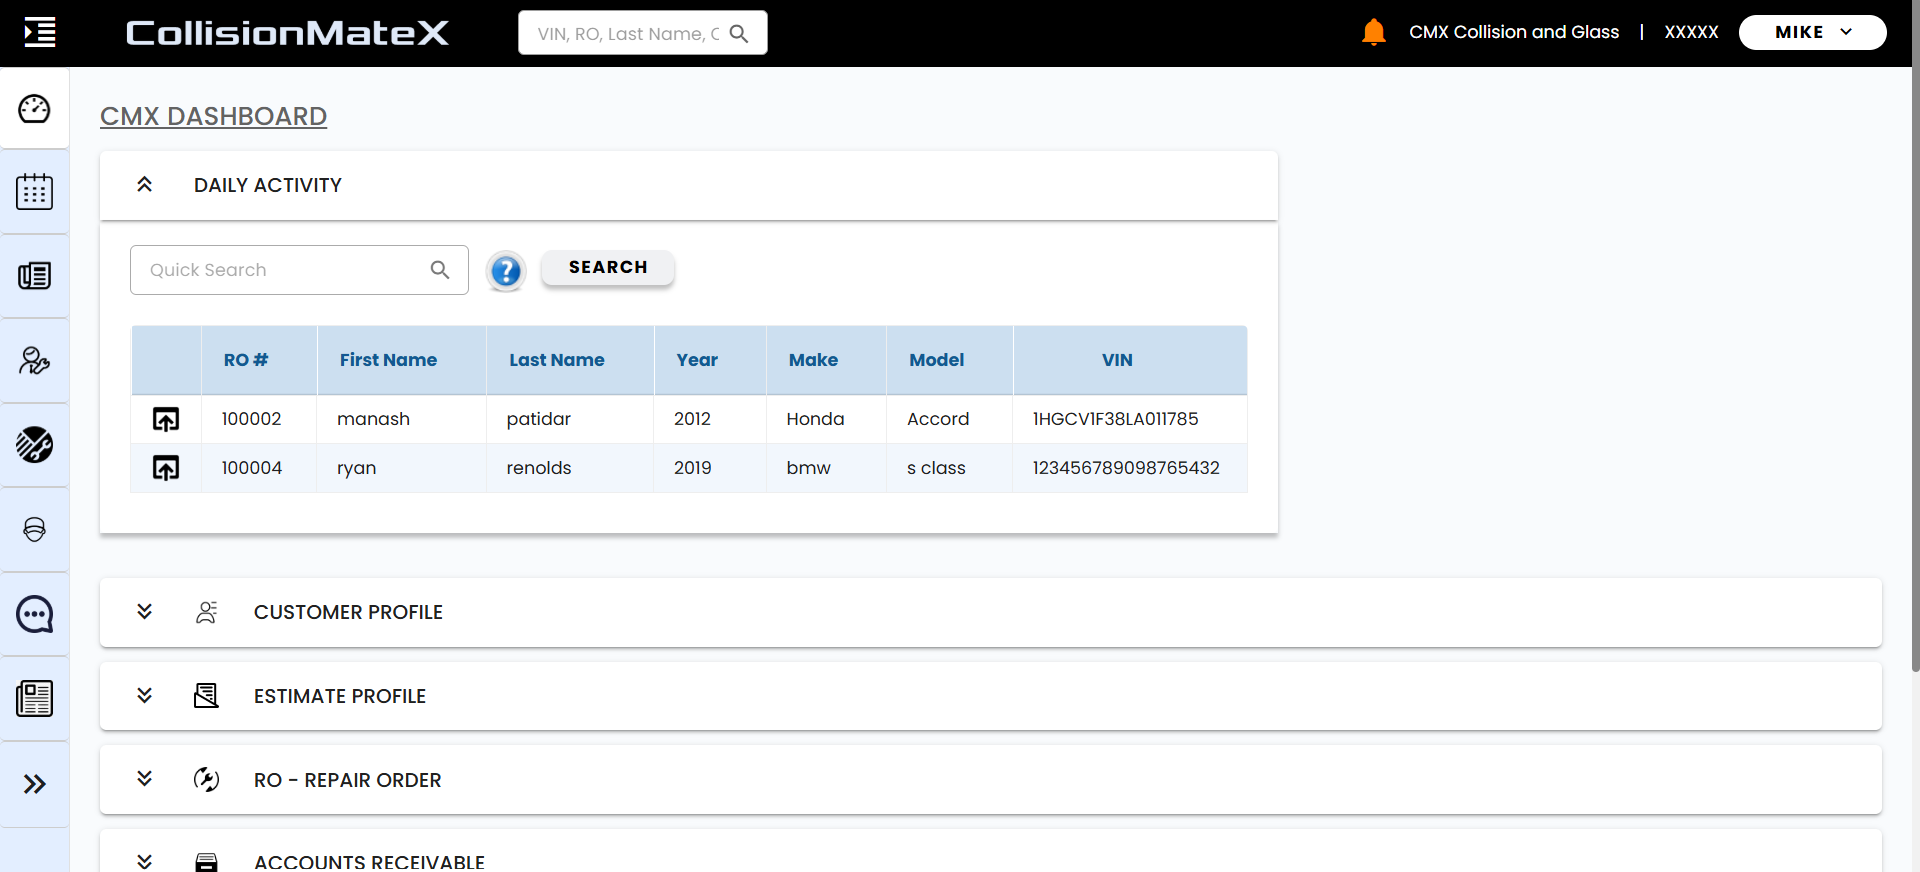 CollisionMateX
VIN, RO, Last Name, C
CMX Collision and Glass | XXXXX
MIKE
CMX DASHBOARD
DAILY ACTIVITY
Quick Search
?
SEARCH
RO # First Name Last Name Year Make Model VIN
100002 manash patidar 2012 Honda Accord 1HGCV1F38LA011785
100004 ryan renolds 2019 bmw s class 123456789098765432
CUSTOMER PROFILE
ESTIMATE PROFILE
RO - REPAIR ORDER
ACCOUNTS RECEIVABLE